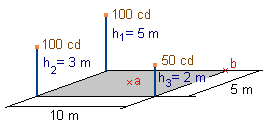 100 cd
h₁= 5 m
100 cd
h₂= 3 m
50 cd
h₃= 2 m
b
a
5 m
10 m